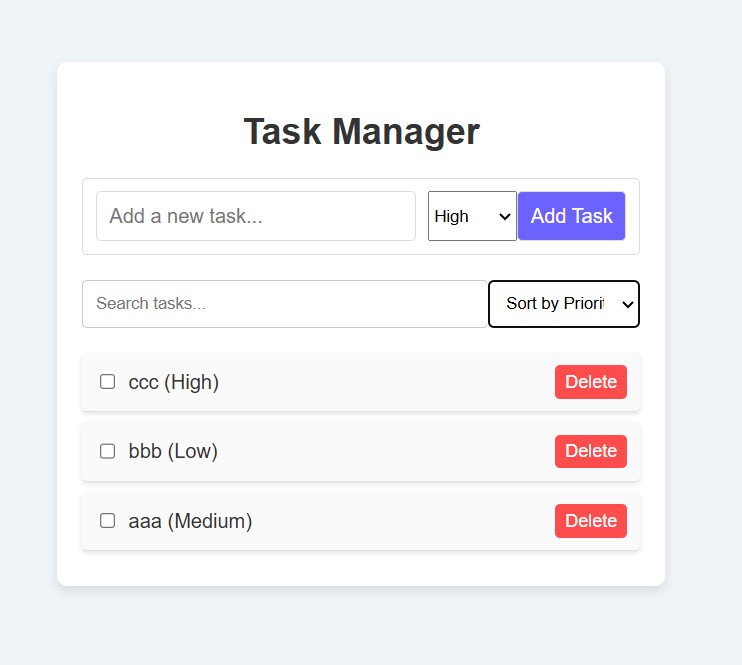 Task Manager
Add a new task...
High
Add Task
Search tasks...
Sort by Priorit
ccc (High)
Delete
bbb (Low)
Delete
aaa (Medium)
Delete